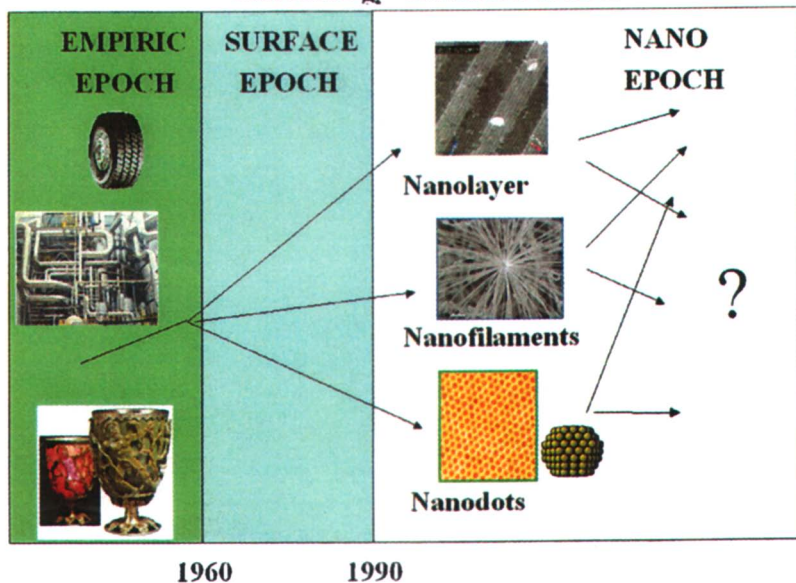 EMPIRIC
EPOCH
SURFACE
EPOCH
NANO
EPOCH
Nanolayer
Nanofilaments
?
Nanodots
1960
1990